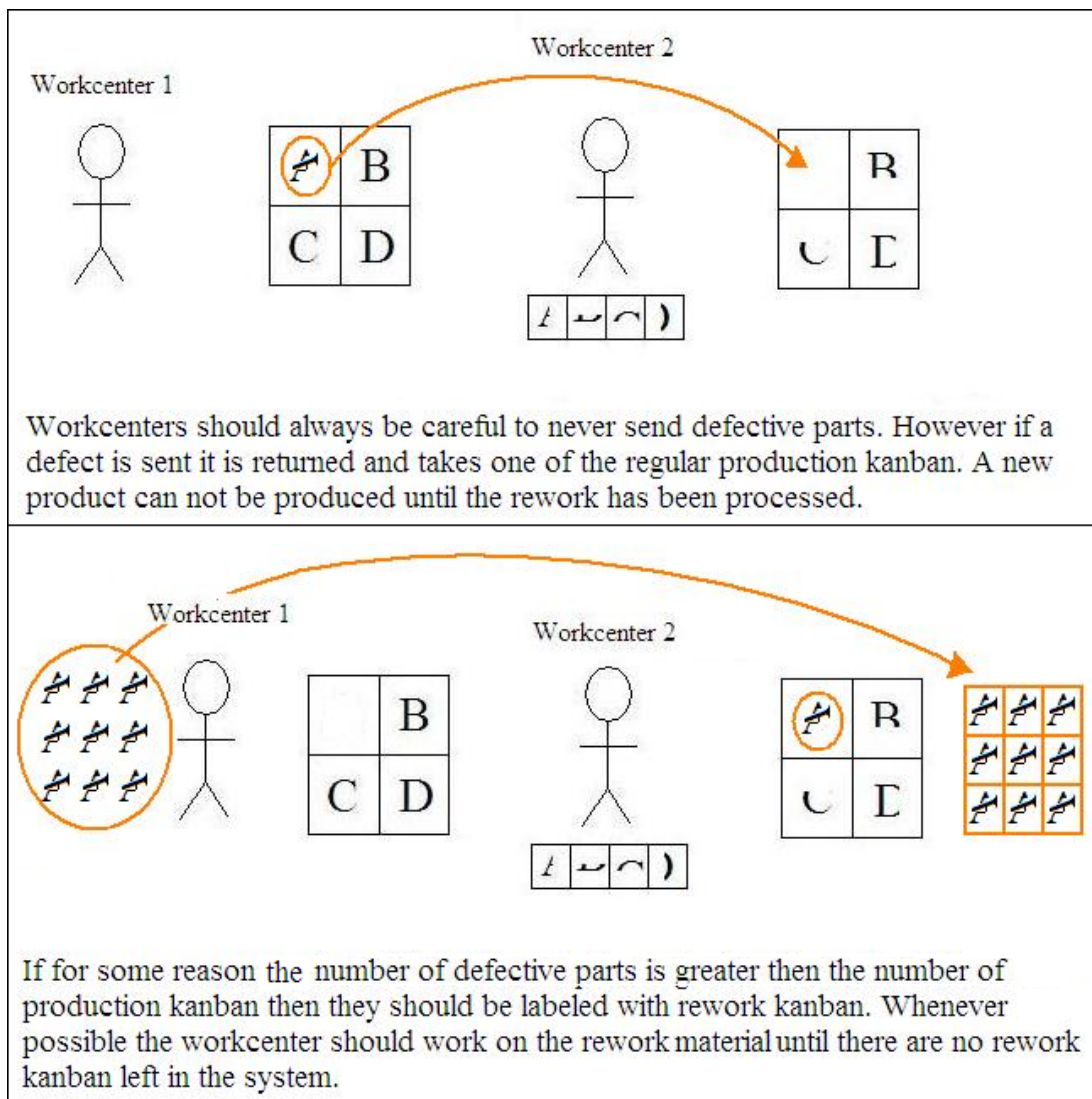 Workcenter 2
Workcenter 1
B
B
C D
Workcenters should always be careful to never send defective parts. However if a
defect is sent it is returned and takes one of the regular production kanban. A new
product can not be produced until the rework has been processed.
Workcenter 1
Workcenter 2
A A A
A B
A A A A
B
A A A
A A A
C D
A A A
A A A
If for some reason the number of defective parts is greater then the number of
production kanban then they should be labeled with rework kanban. Whenever
possible the workcenter should work on the rework material until there are no rework
kanban left in the system.